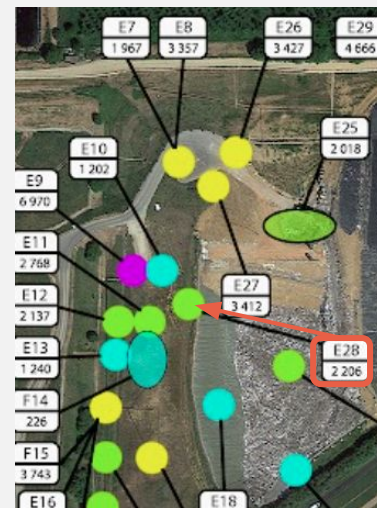 E7
1 967
E8
3 357
E26
3 427
E29
4 666
E25
2 018
E10
1 202
E9
6 970
E11
2 768
E27
3 412
E12
2 137
E28
2 206
E13
1 240
F14
226
F15
3 743
E16
E18